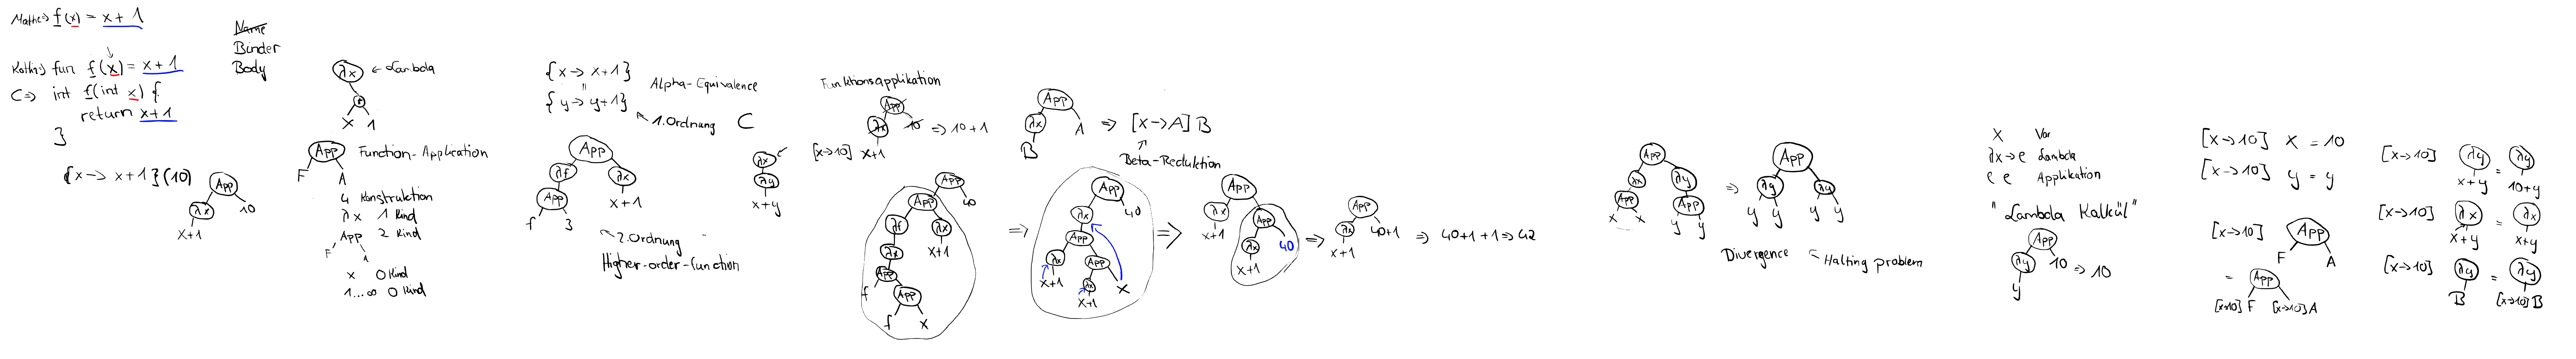 Mathe => f(x) = x + 1
Name
Binder
Body
Kotlin => fun f(x) = x + 1
C => int f(int x) {
return x+1
}
{x -> x+1}(10)
App
λx
10
x+1
λx
← Lambda
+
x 1
App
Function-Application
F A
4 Konstruktion
λx 1 Kind
App 2 Kind
F A
x 0 Kind
1...∞ 0 Kind
{x -> x+1}
=
{y -> y+1}
Alpha-Equivalence
1. Ordnung
C
App
λf λx
App x+1
f 3
2. Ordnung
Higher-order-function
λx
λy
x+y
Funktionsapplikation
App
λx 10 => 10+1
[x->10] x+1
App
λx A => [x->A] B
B
Beta-Reduktion
App
App 40
λf λx
λx x+1
App
f App
f x
=>
App
λx 40
App
λx App
x+1 λx x
x+1
=>
App
λx App
x+1 λx 40
x+1
=>
App
λx 40+1
x+1
=> 40+1+1 => 42
App
λx λy
App App
x x y y
=>
App
λy λy
y y y y
Divergence
Halting problem
x Var
λx->e Lambda
e e Applikation
"Lambda Kalkül"
App
λy 10 => 10
y
[x->10] x = 10
[x->10] y = y
[x->10] App
F A
= App
[x->10] F [x->10] A
[x->10] λy = λy
x+y 10+y
[x->10] λx = λx
x+y x+y
[x->10] λy = λy
B [x->10] B